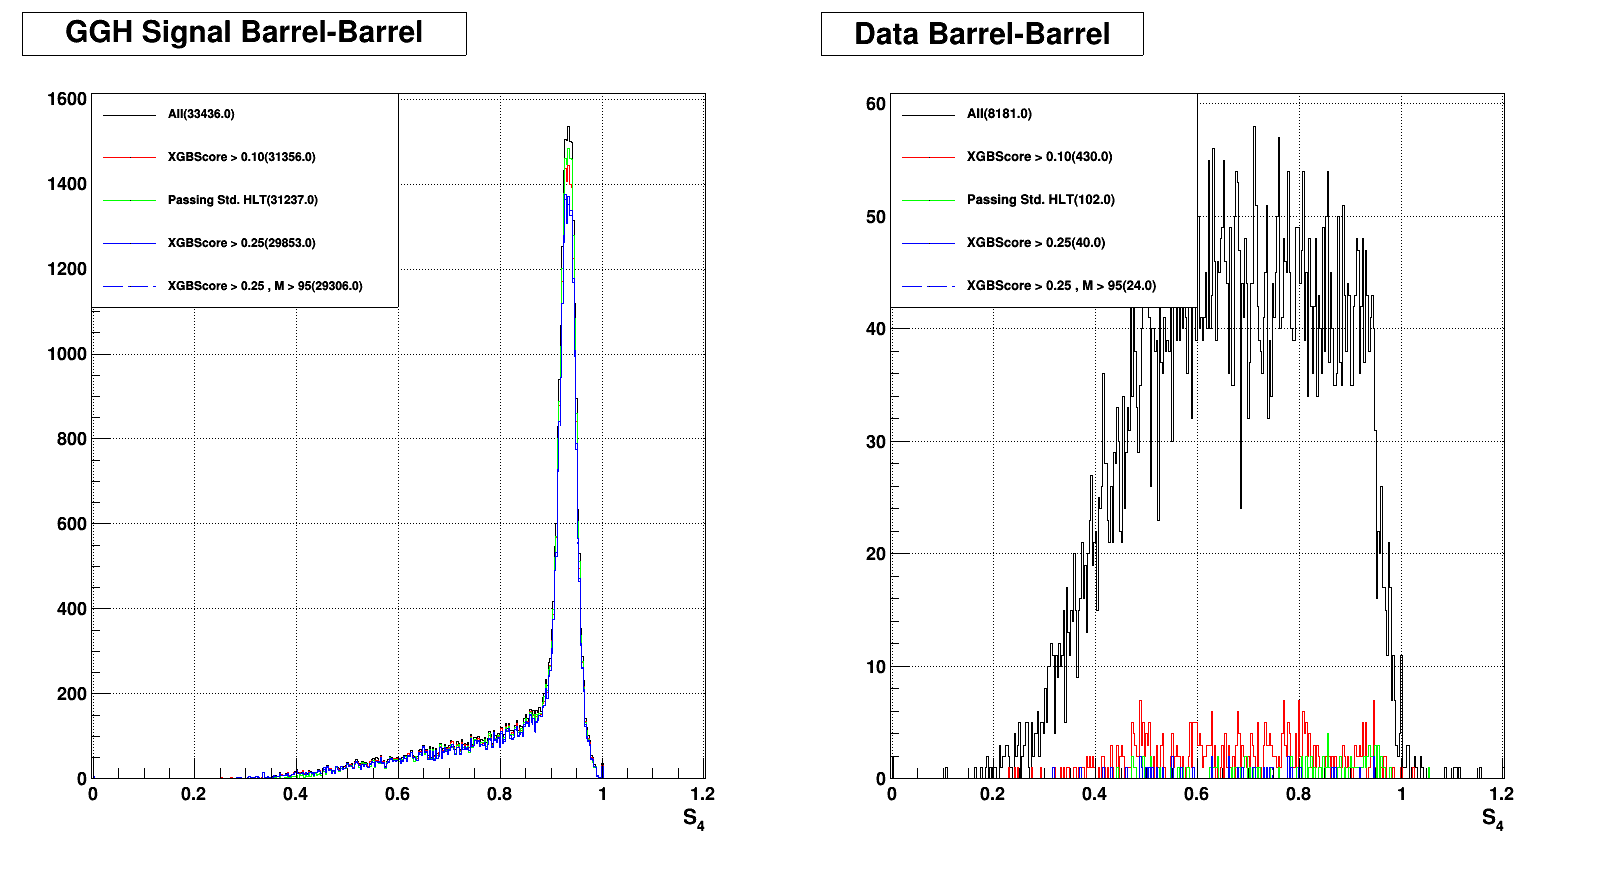 GGH Signal Barrel-Barrel
1600
1400
1200
1000
800
600
400
200
0
All(33436.0)
XGBScore > 0.10(31356.0)
Passing Std. HLT(31237.0)
XGBScore > 0.25(29853.0)
XGBScore > 0.25 , M > 95(29306.0)
0 0.2 0.4 0.6 0.8 1 1.2
S4
Data Barrel-Barrel
60
50
40
30
20
10
0
All(8181.0)
XGBScore > 0.10(430.0)
Passing Std. HLT(102.0)
XGBScore > 0.25(40.0)
XGBScore > 0.25 , M > 95(24.0)
0 0.2 0.4 0.6 0.8 1 1.2
S4